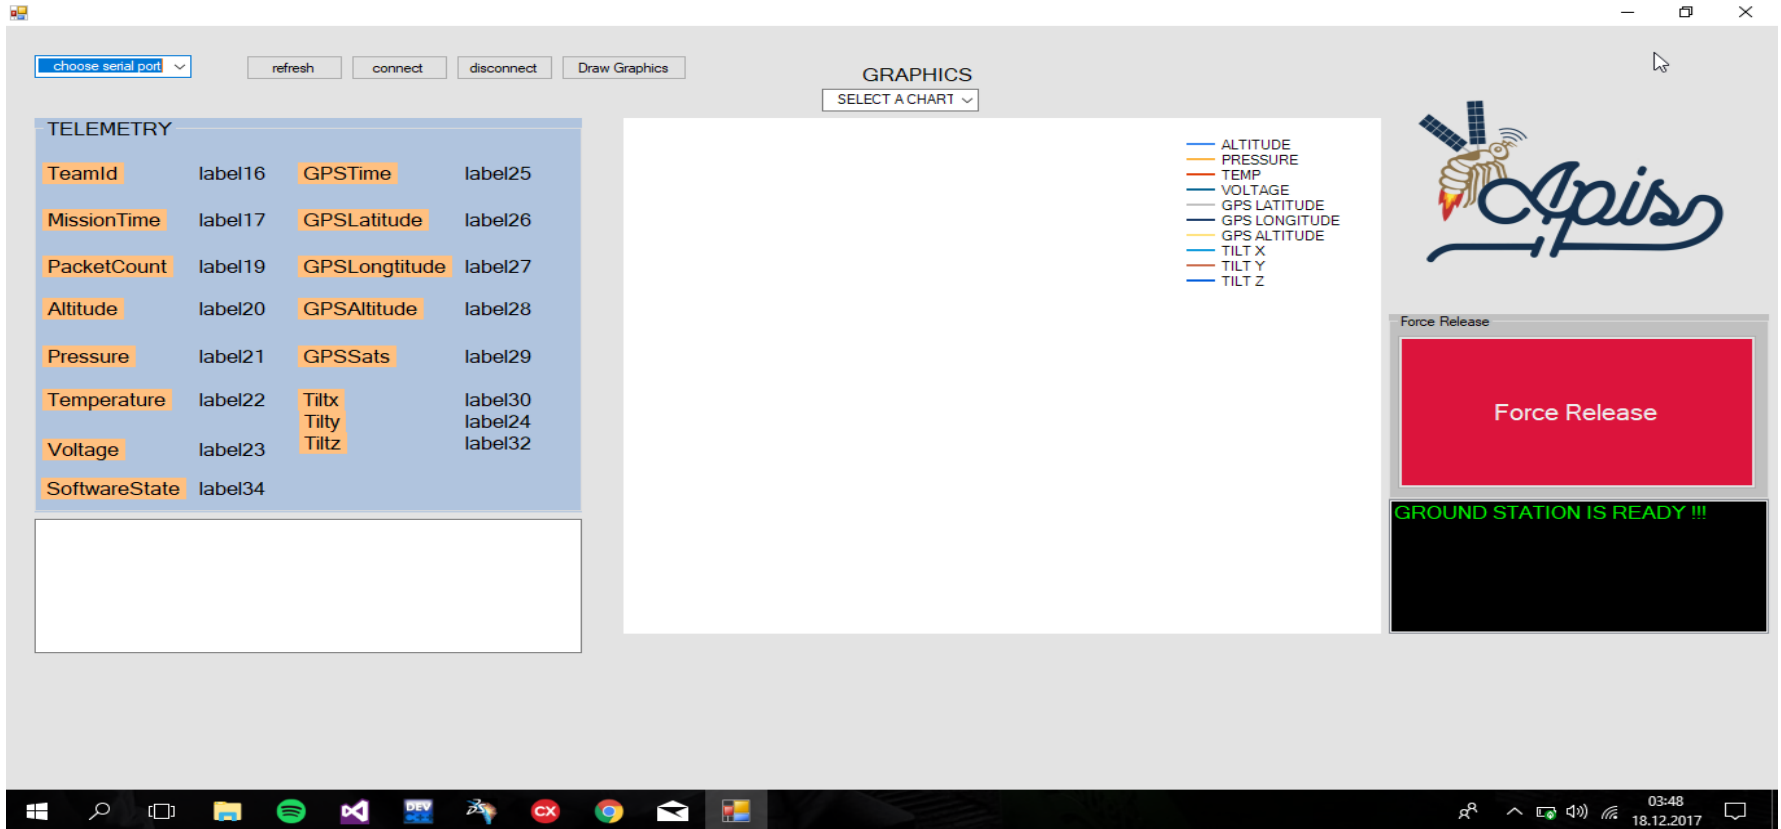 choose serial port
refresh
connect
disconnect
Draw Graphics
GRAPHICS
SELECT A CHART
TELEMETRY
TeamId label16 GPSTime label25
MissionTime label17 GPSLatitude label26
PacketCount label19 GPSLongtitude label27
Altitude label20 GPSAltitude label28
Pressure label21 GPSSats label29
Temperature label22 Tiltx label30
Tilty label24
Voltage label23 Tiltz label32
SoftwareState label34
ALTITUDE
PRESSURE
TEMP
VOLTAGE
GPS LATITUDE
GPS LONGITUDE
GPS ALTITUDE
TILT X
TILT Y
TILT Z
Apis
Force Release
Force Release
GROUND STATION IS READY !!!
DEV
C++
CX
03:48
18.12.2017